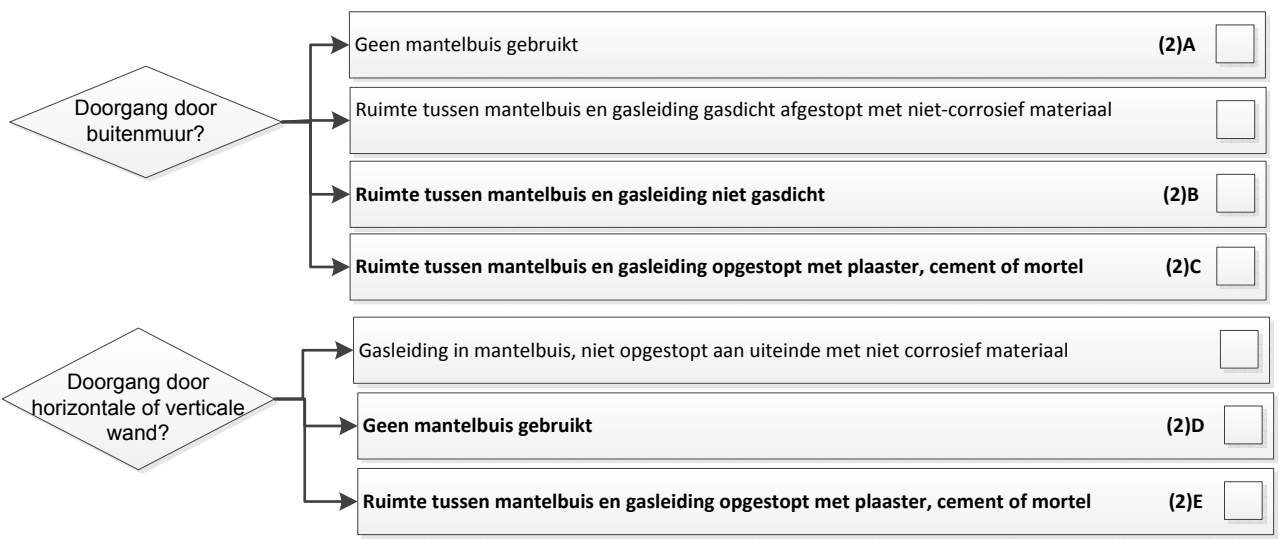 Doorgang door
buitenmuur?
Geen mantelbuis gebruikt (2)A
Ruimte tussen mantelbuis en gasleiding gasdicht afgestopt met niet-corrosief materiaal
Ruimte tussen mantelbuis en gasleiding niet gasdicht (2)B
Ruimte tussen mantelbuis en gasleiding opgestopt met plaaster, cement of mortel (2)C
Doorgang door
horizontale of verticale
wand?
Gasleiding in mantelbuis, niet opgestopt aan uiteinde met niet corrosief materiaal
Geen mantelbuis gebruikt (2)D
Ruimte tussen mantelbuis en gasleiding opgestopt met plaaster, cement of mortel (2)E